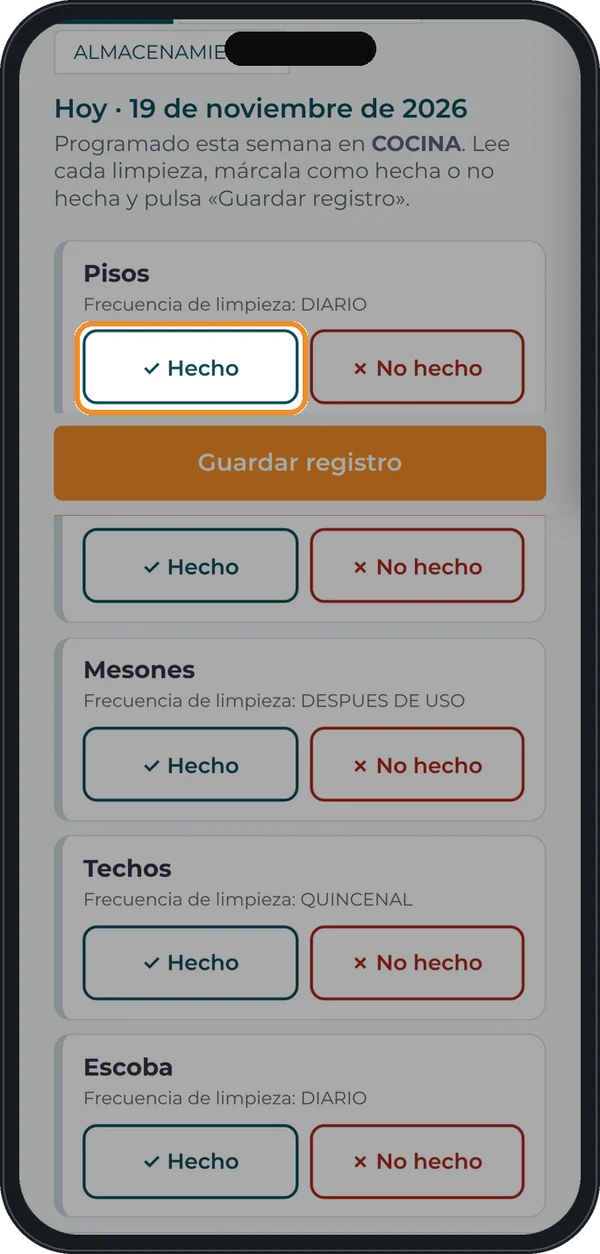 ALMACENAMIE
Hoy · 19 de noviembre de 2026
Programado esta semana en COCINA. Lee
cada limpieza, márcala como hecha o no
hecha y pulsa «Guardar registro».
Pisos
Frecuencia de limpieza: DIARIO
✓ Hecho
× No hecho
Guardar registro
✓ Hecho
× No hecho
Mesones
Frecuencia de limpieza: DESPUES DE USO
✓ Hecho
× No hecho
Techos
Frecuencia de limpieza: QUINCENAL
✓ Hecho
× No hecho
Escoba
Frecuencia de limpieza: DIARIO
✓ Hecho
× No hecho